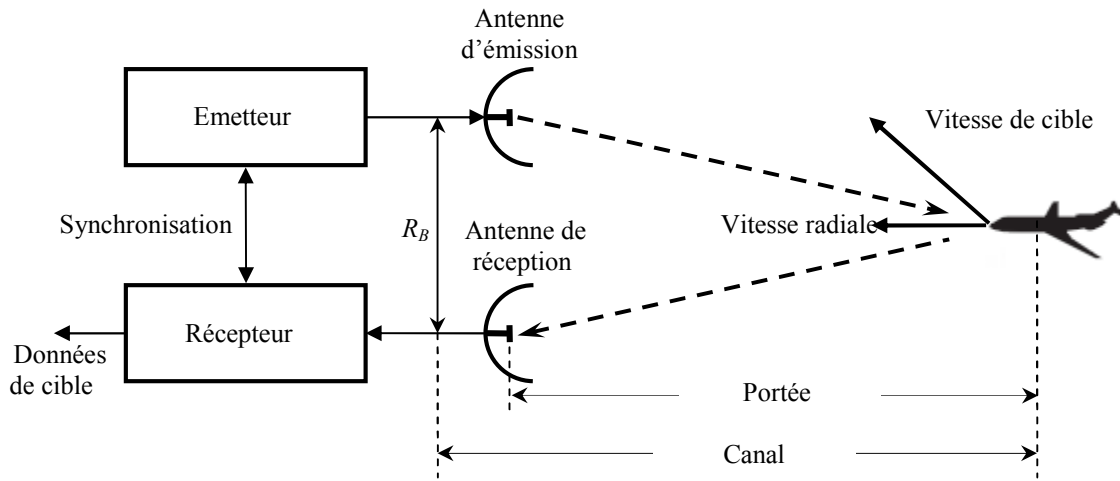 Antenne
d'émission
Emetteur
Vitesse de cible
Synchronisation
R_B
Antenne de
réception
Vitesse radiale
Récepteur
Données
de cible
Portée
Canal